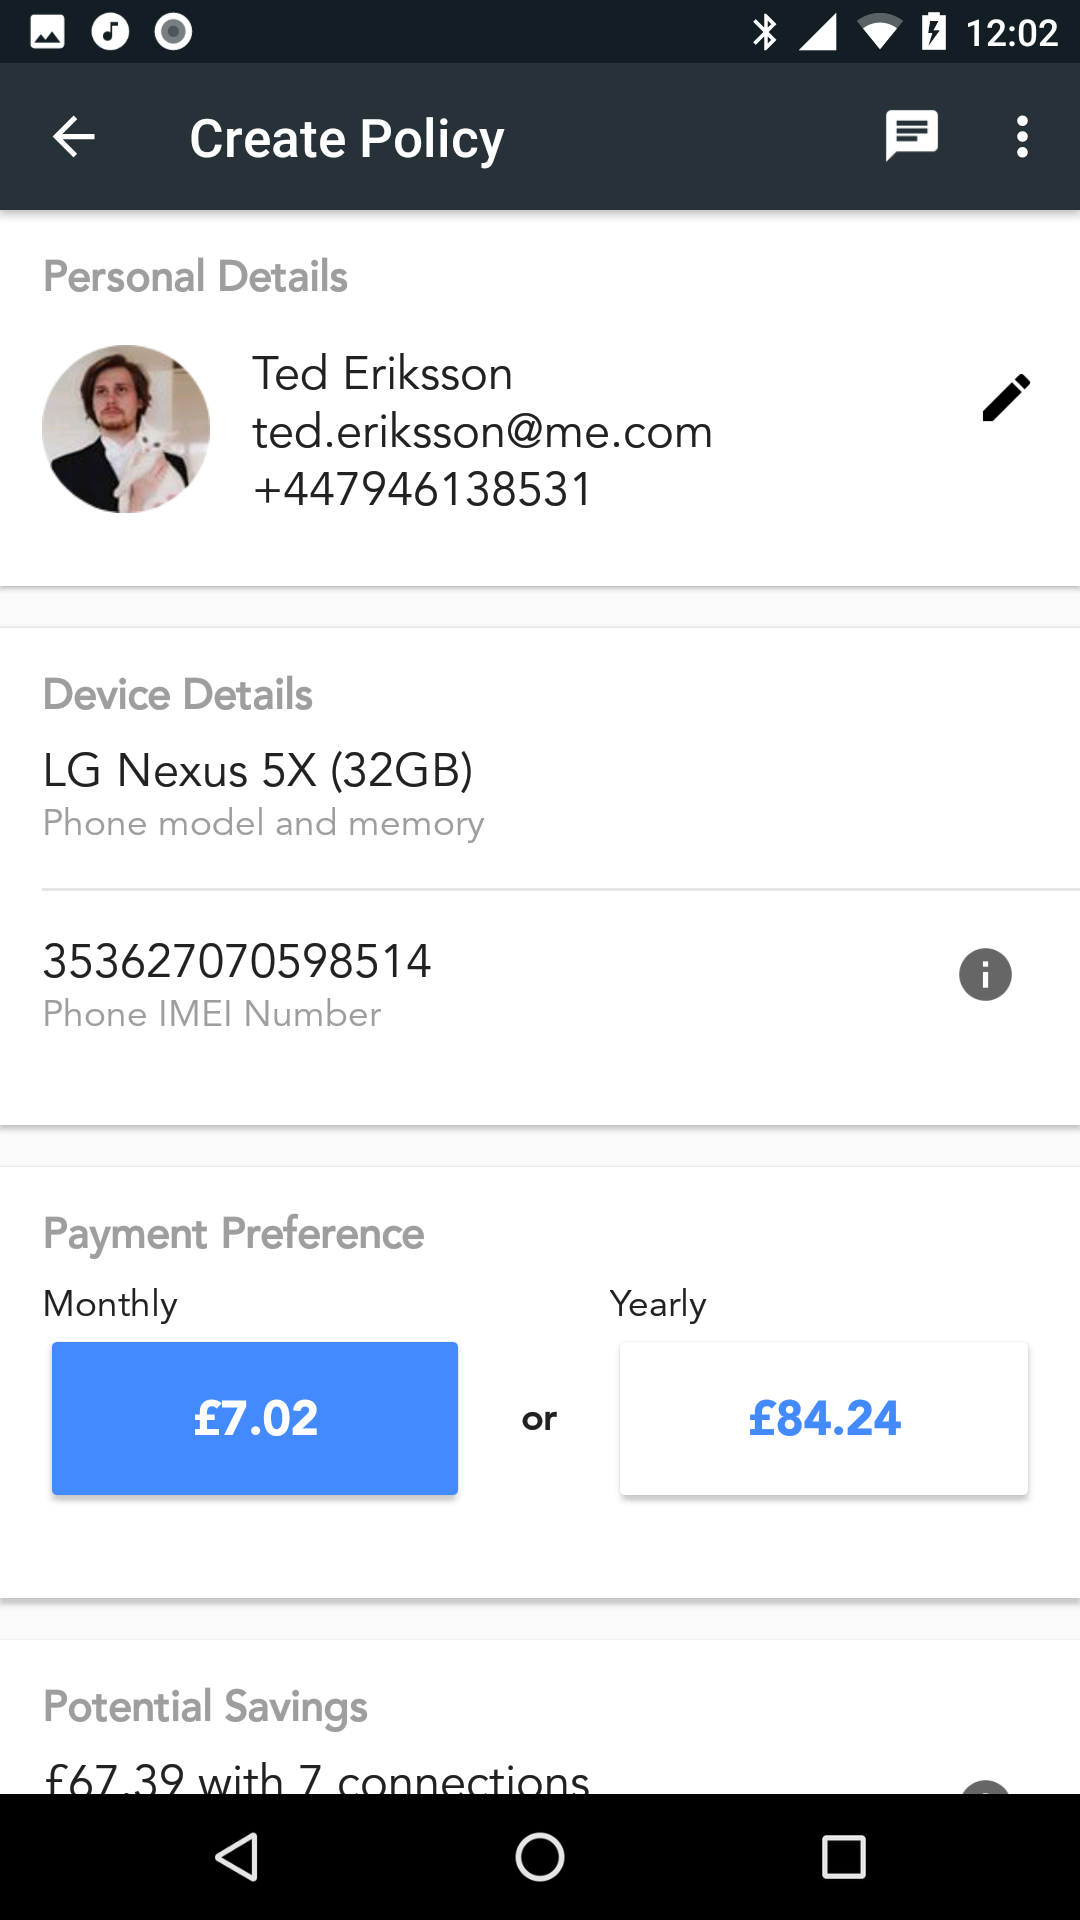 12:02
Create Policy
Personal Details
Ted Eriksson
ted.eriksson@me.com
+447946138531
Device Details
LG Nexus 5X (32GB)
Phone model and memory
353627070598514
Phone IMEI Number
Payment Preference
Monthly
Yearly
£7.02
or
£84.24
Potential Savings
£67.39 with 7 connections